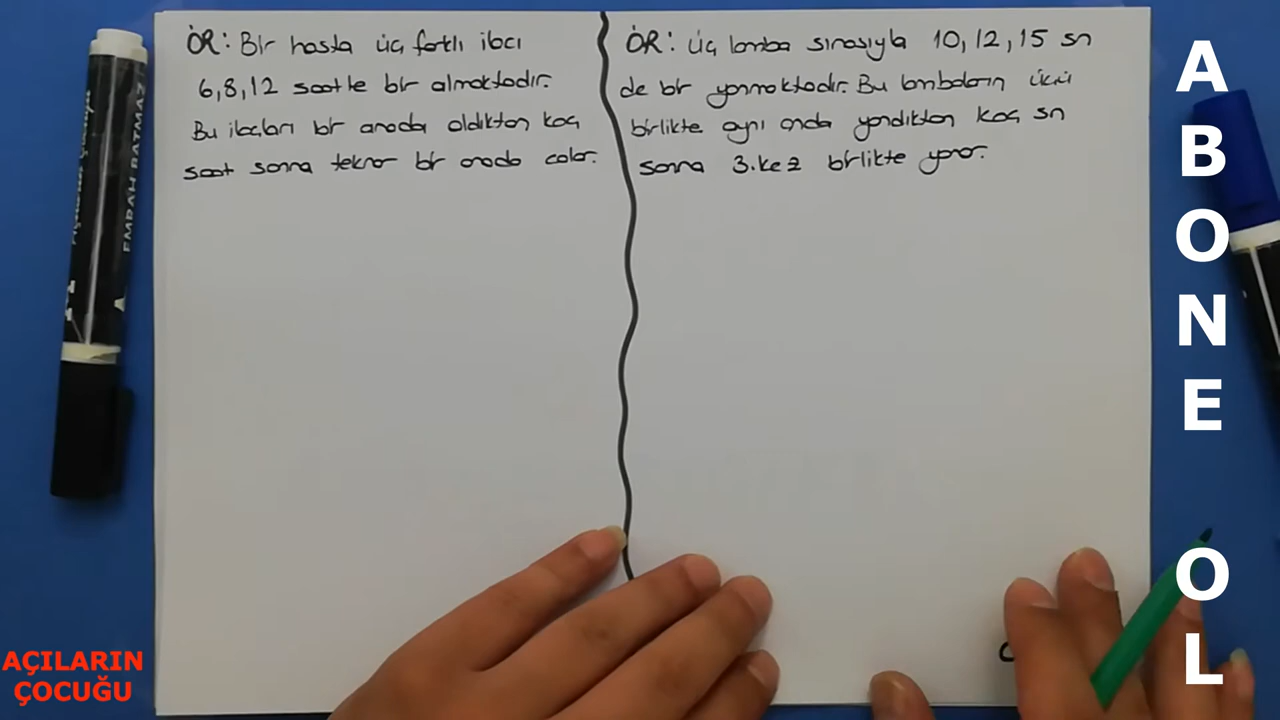 ÖR: Bir hasta üç farklı ilacı
6,8,12 saatte bir almaktadır.
Bu ilaçları bir arada aldıktan kaç
saat sonra tekrar bir arada alır.
ÖR: Üç lamba sırasıyla 10, 12, 15 sn
de bir yanmaktadır. Bu lambaların üçü
birlikte aynı anda yandıktan kaç sn
sonra 3. kez birlikte yanar.
ABONE OL
AÇILARIN
ÇOCUĞU
EMRAH BATMAZ